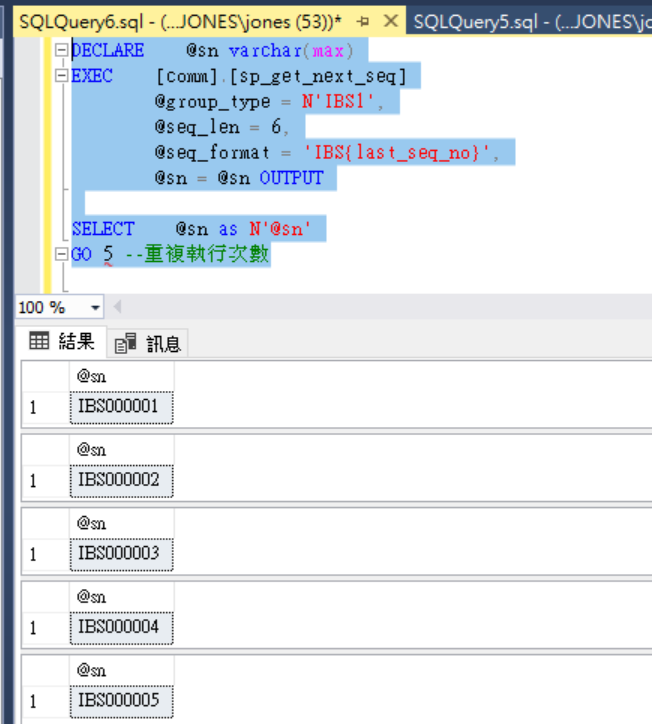 SQLQuery6.sql - (...JONES\jones (53))* SQLQuery5.sql - (...JONES\jo
DECLARE @sn varchar(max)
EXEC [comm].[sp_get_next_seq]
@group_type = N'IBS1',
@seq_len = 6,
@seq_format = 'IBS{last_seq_no}',
@sn = @sn OUTPUT
SELECT @sn as N'@sn'
GO 5 --重複執行次數
100 %
結果 訊息
@sn
1 IBS000001
@sn
1 IBS000002
@sn
1 IBS000003
@sn
1 IBS000004
@sn
1 IBS000005